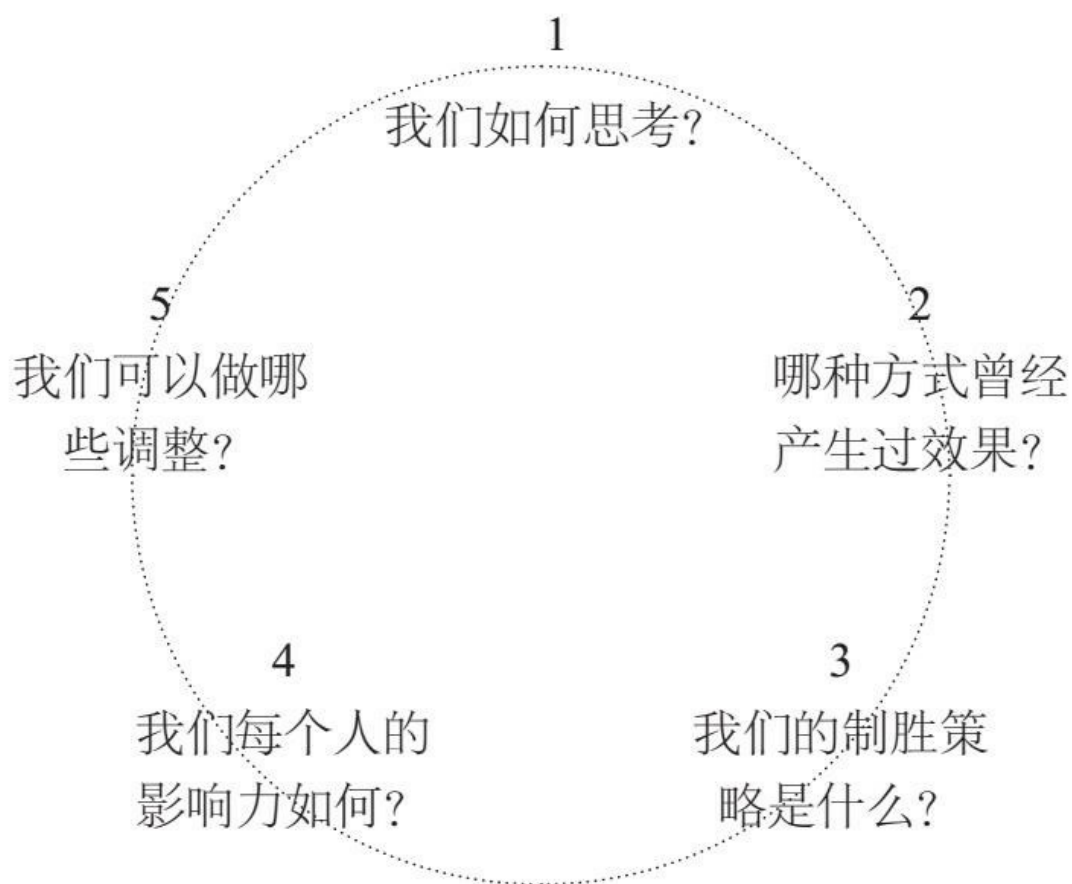 1
我们如何思考?
2
哪种方式曾经
产生过效果?
3
我们的制胜策
略是什么?
4
我们每个人的
影响力如何?
5
我们可以做哪
些调整?